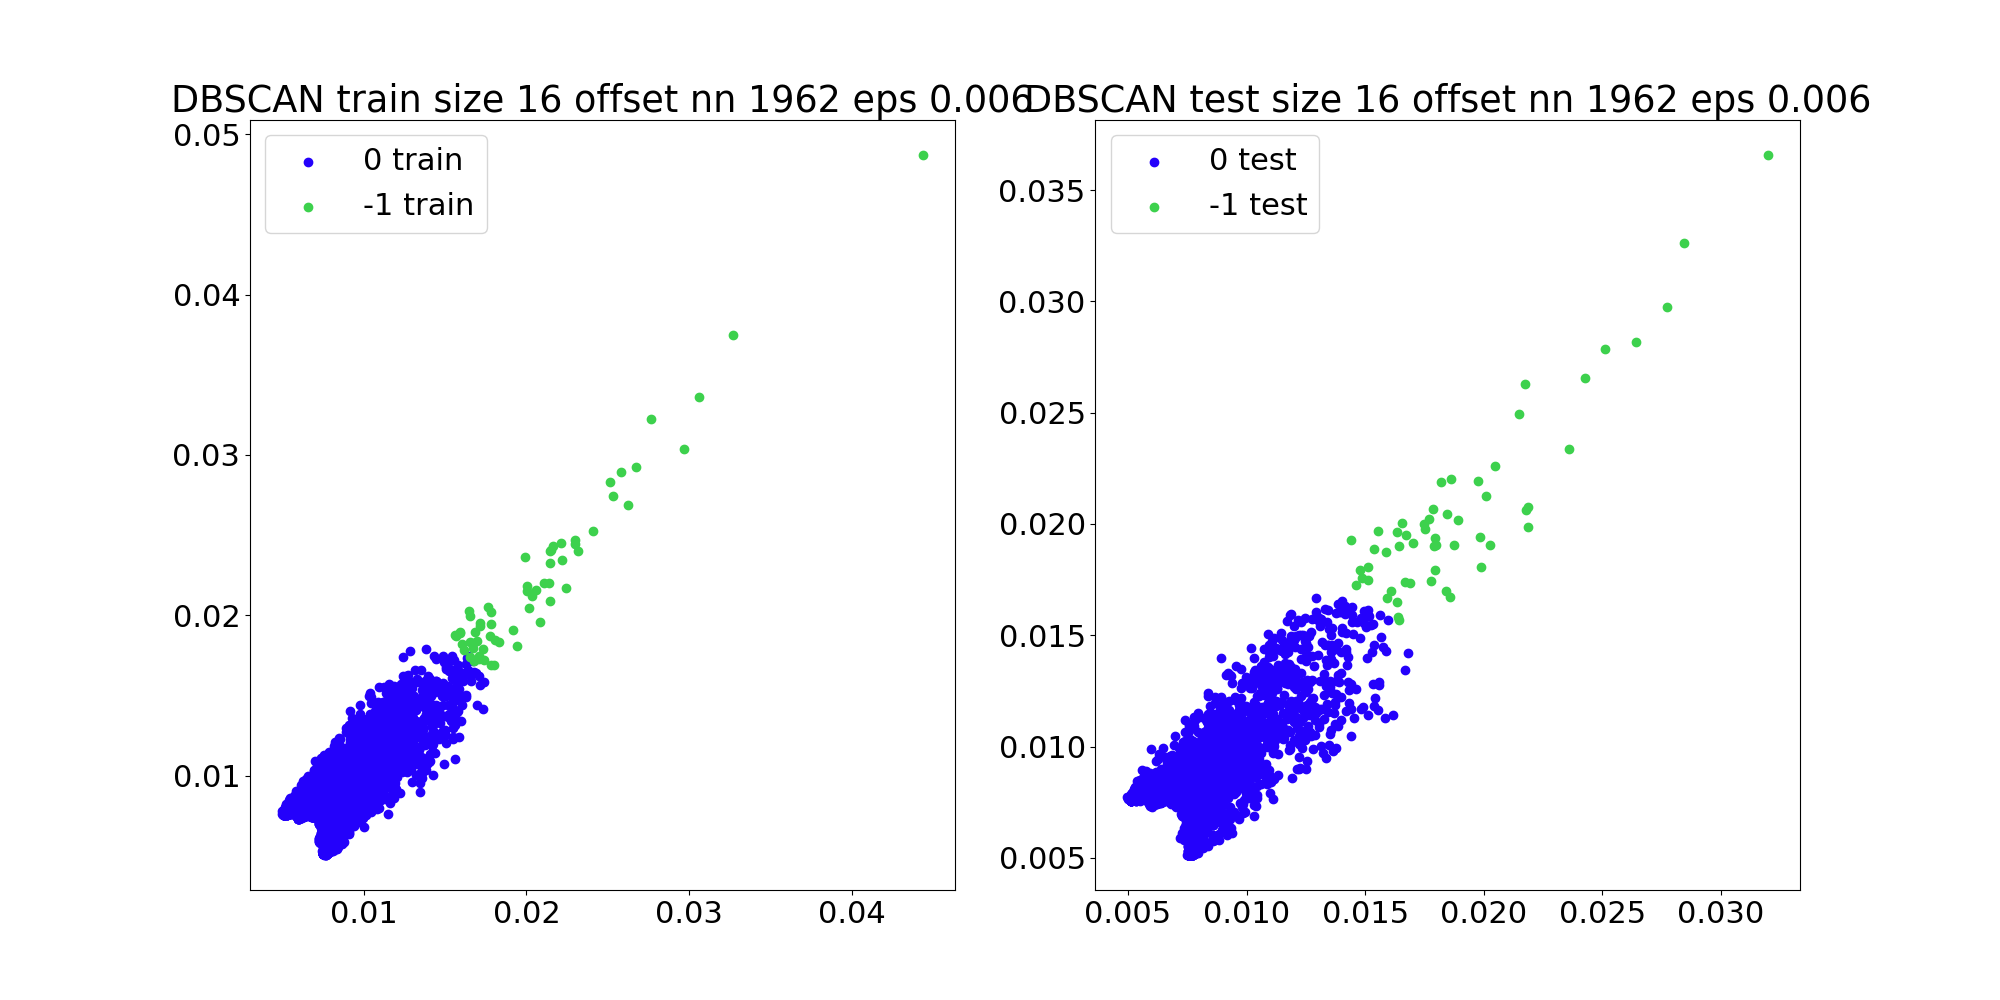 DBSCAN train size 16 offset nn 1962 eps 0.006
0.05
0.04
0.03
0.02
0.01
0 train
-1 train
0.01 0.02 0.03 0.04
DBSCAN test size 16 offset nn 1962 eps 0.006
0.035
0.030
0.025
0.020
0.015
0.010
0.005
0 test
-1 test
0.005 0.010 0.015 0.020 0.025 0.030